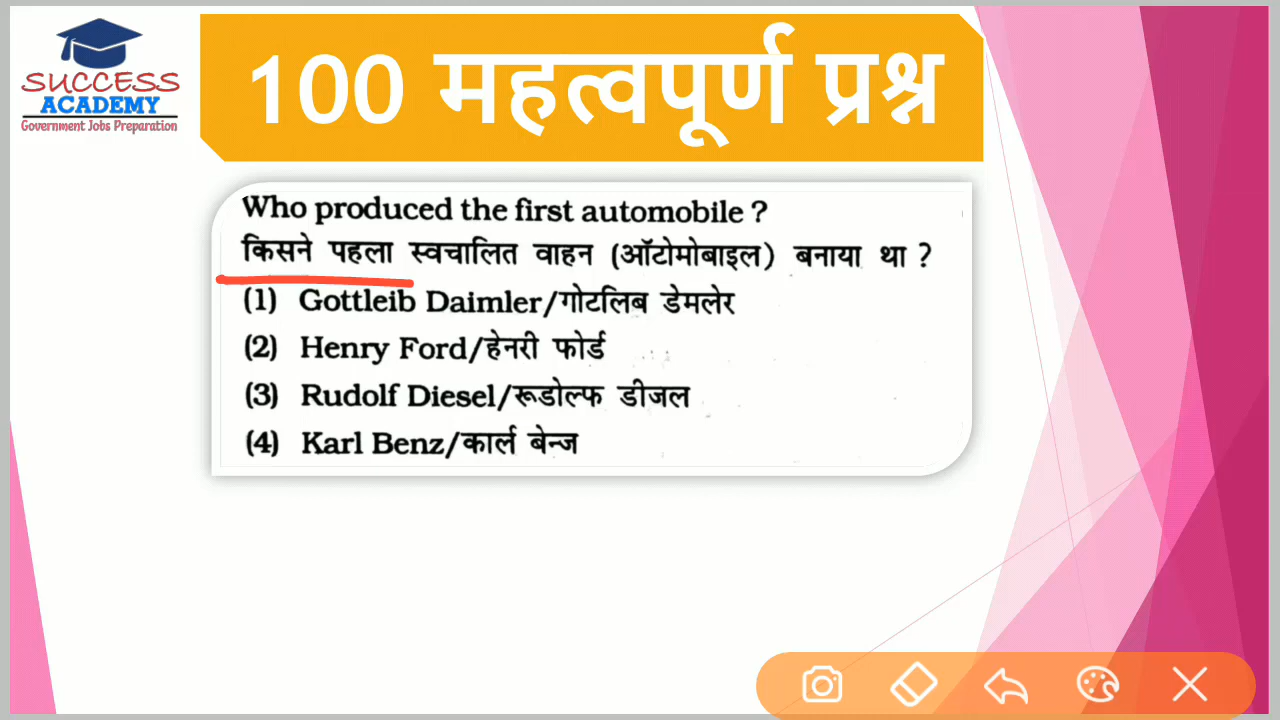 SUCCESS
ACADEMY
Government Jobs Preparation
100 महत्वपूर्ण प्रश्न
Who produced the first automobile ?
किसने पहला स्वचालित वाहन (ऑटोमोबाइल) बनाया था ?
(1) Gottleib Daimler/गोटलिब डेमलेर
(2) Henry Ford/हेनरी फोर्ड
(3) Rudolf Diesel/रूडोल्फ डीजल
(4) Karl Benz/कार्ल बेन्ज